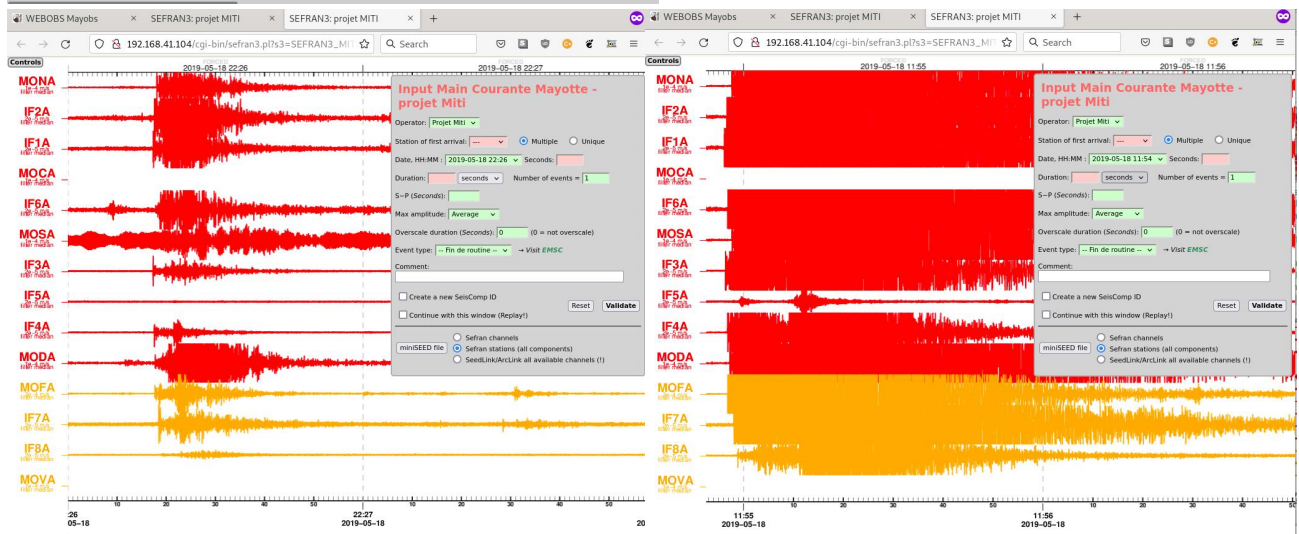 WEBOBS Mayobs × SEFRAN3: projet MITI × SEFRAN3: projet MITI × +
192.168.41.104/cgi-bin/sefran3.pl?s3=SEFRAN3_MIT
Search
Controls
2019-05-18 22:26
2019-05-18 22:27
MONA
IF2A
IF1A
MOCA
IF6A
MOSA
IF3A
IF5A
IF4A
MODA
MOFA
IF7A
IF8A
MOVA
Input Main Courante Mayotte -
projet Miti
Operator: Projet Miti
Station of first arrival: --- Multiple Unique
Date, HH:MM : 2019-05-18 22:26 Seconds:
Duration: seconds Number of events = 1
S-P (Seconds):
Max amplitude: Average
Overscale duration (Seconds): 0 (0 = not overscale)
Event type: -- Fin de routine -- → Visit EMSC
Comment:
Create a new SeisComp ID
Continue with this window (Replay!)
Reset Validate
miniSEED file
Sefran channels
Sefran stations (all components)
SeedLink/ArcLink all available channels (!)
:26 10 20 30 40 50 22:27 10 20 30 40 50
05-18 2019-05-18 20
WEBOBS Mayobs × SEFRAN3: projet MITI × SEFRAN3: projet MITI × +
192.168.41.104/cgi-bin/sefran3.pl?s3=SEFRAN3_MIT
Search
Controls
2019-05-18 11:55
2019-05-18 11:56
MONA
IF2A
IF1A
MOCA
IF6A
MOSA
IF3A
IF5A
IF4A
MODA
MOFA
IF7A
IF8A
MOVA
Input Main Courante Mayotte -
projet Miti
Operator: Projet Miti
Station of first arrival: --- Multiple Unique
Date, HH:MM : 2019-05-18 11:54 Seconds:
Duration: seconds Number of events = 1
S-P (Seconds):
Max amplitude: Average
Overscale duration (Seconds): 0 (0 = not overscale)
Event type: -- Fin de routine -- → Visit EMSC
Comment:
Create a new SeisComp ID
Continue with this window (Replay!)
Reset Validate
miniSEED file
Sefran channels
Sefran stations (all components)
SeedLink/ArcLink all available channels (!)
10 20 30 40 50 10 20 30 40
11:55 11:56
2019-05-18 2019-05-18